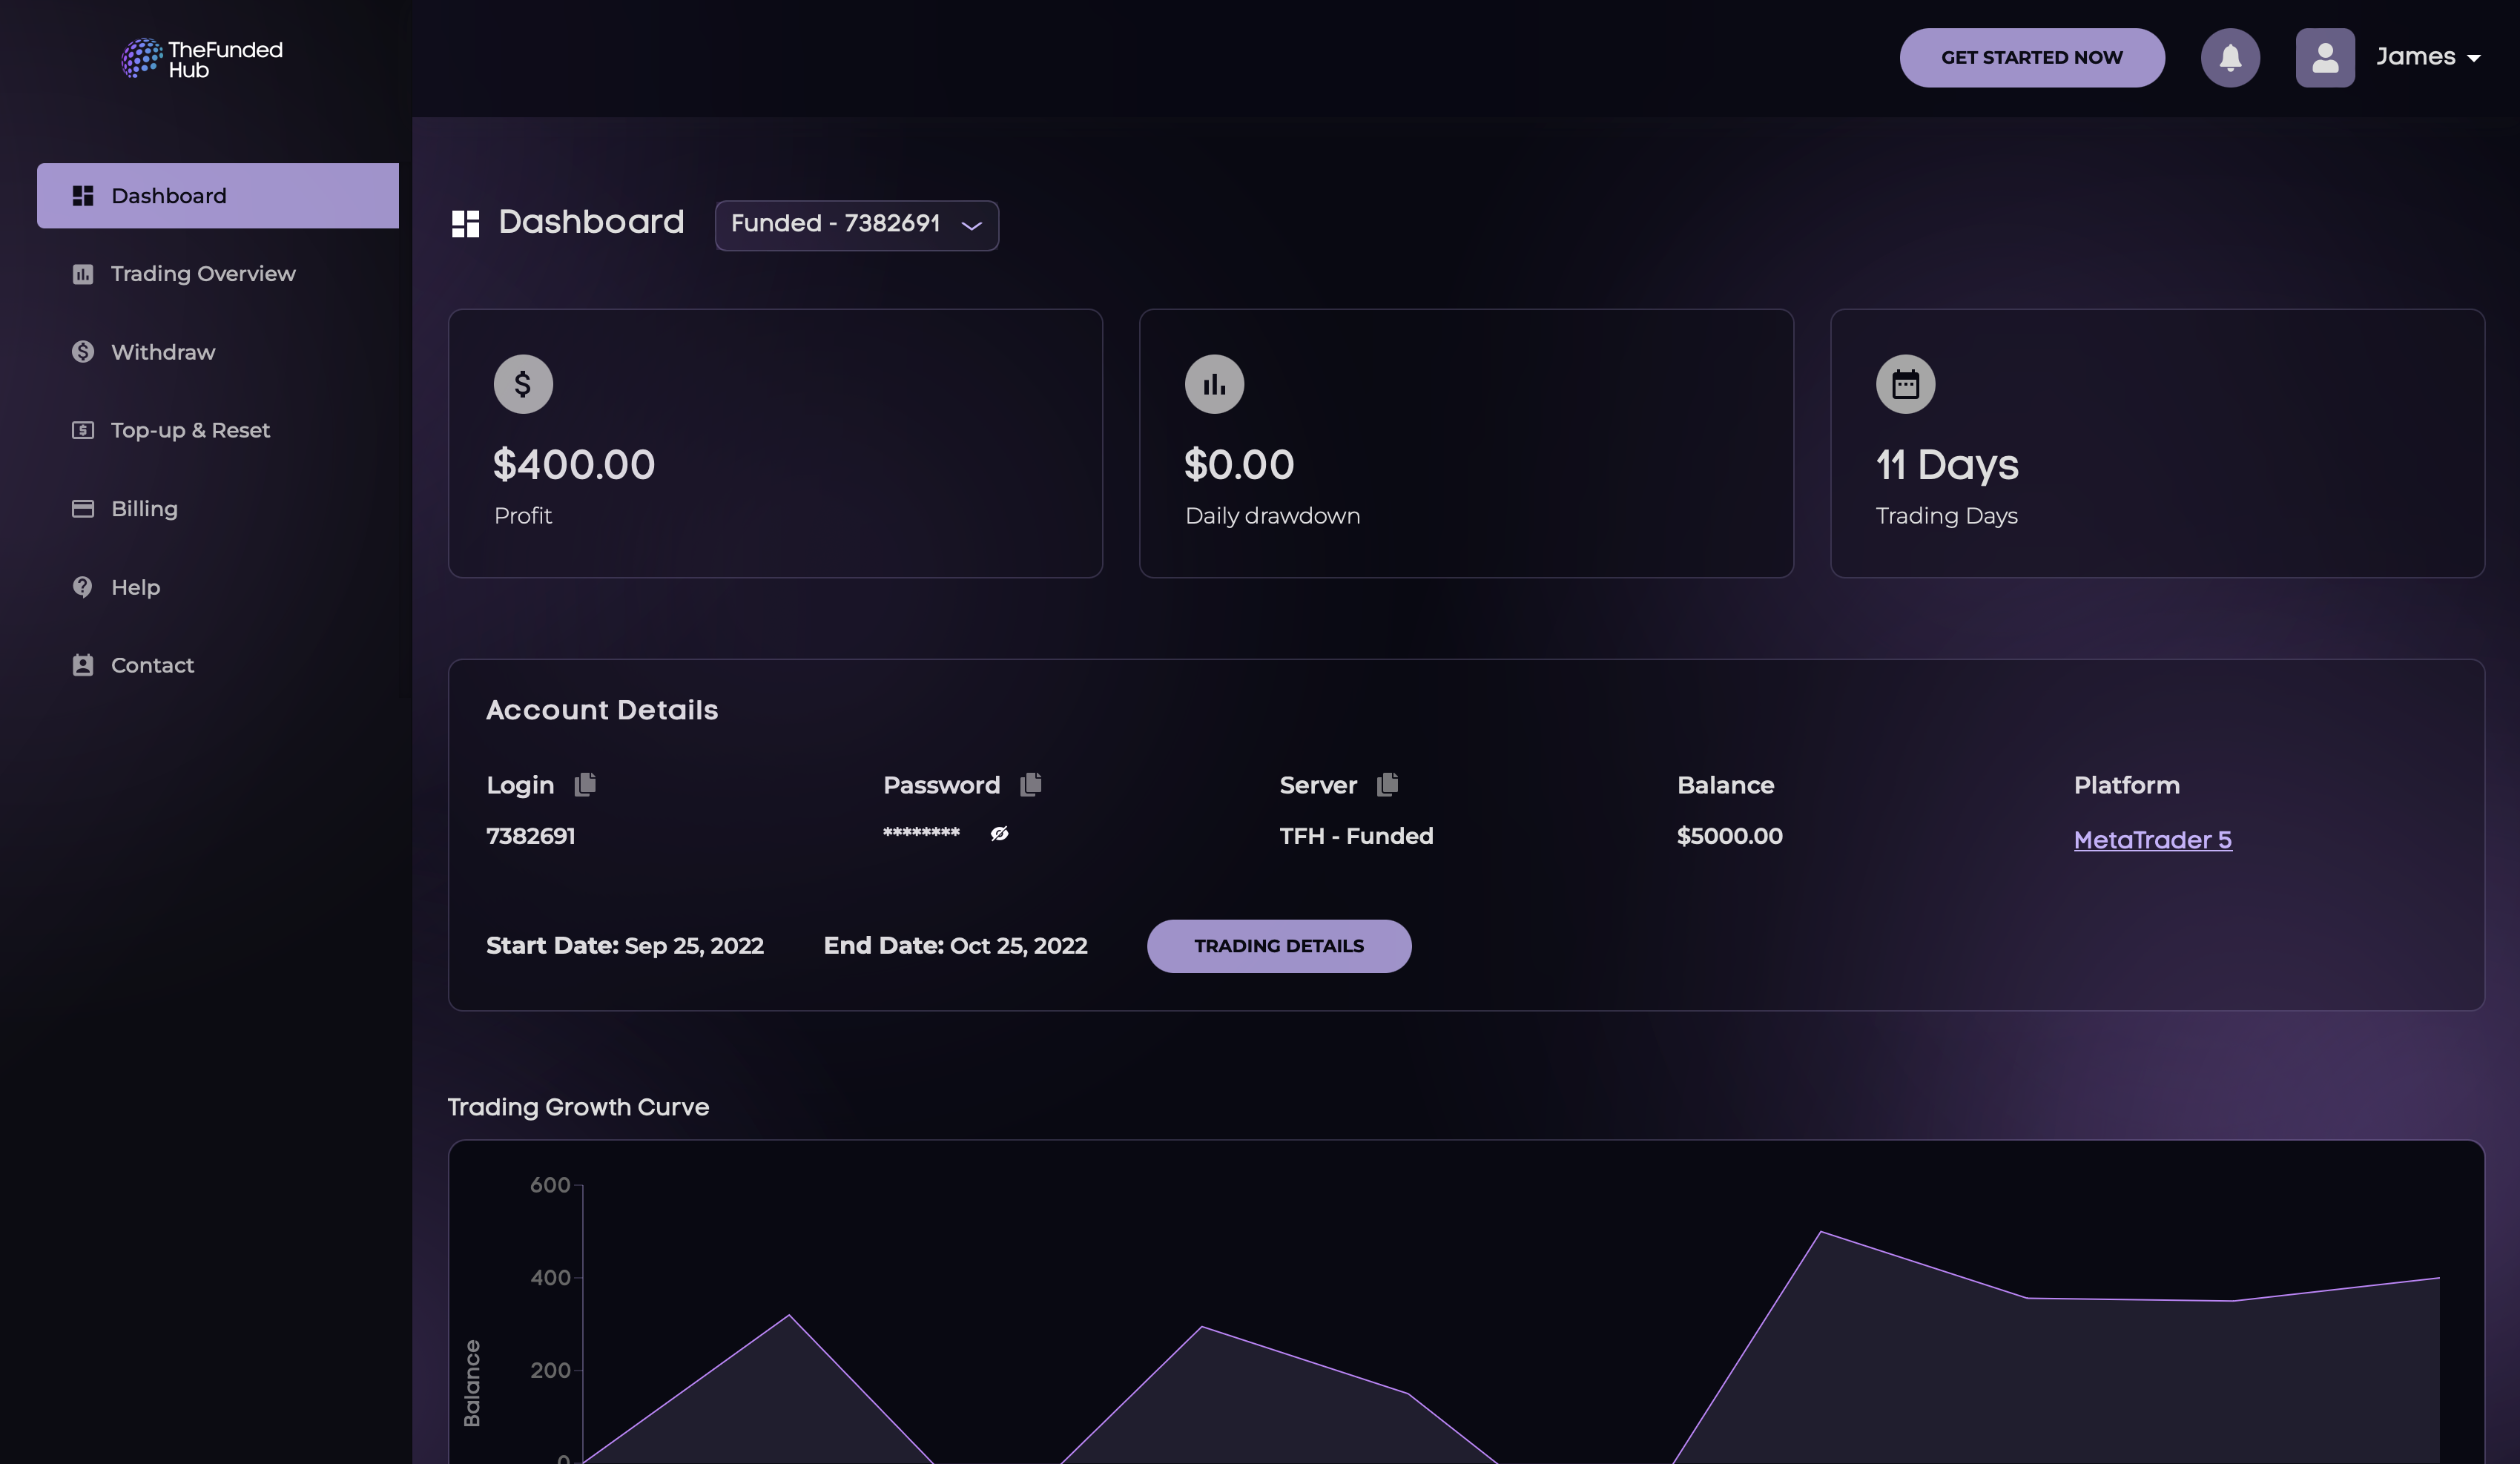 TheFunded
Hub
GET STARTED NOW
James
Dashboard
Trading Overview
Withdraw
Top-up & Reset
Billing
Help
Contact
Dashboard
Funded - 7382691
$400.00
Profit
$0.00
Daily drawdown
11 Days
Trading Days
Account Details
Login
Password
Server
Balance
Platform
7382691
********
TFH - Funded
$5000.00
MetaTrader 5
Start Date: Sep 25, 2022
End Date: Oct 25, 2022
TRADING DETAILS
Trading Growth Curve
600
400
200
0
Balance